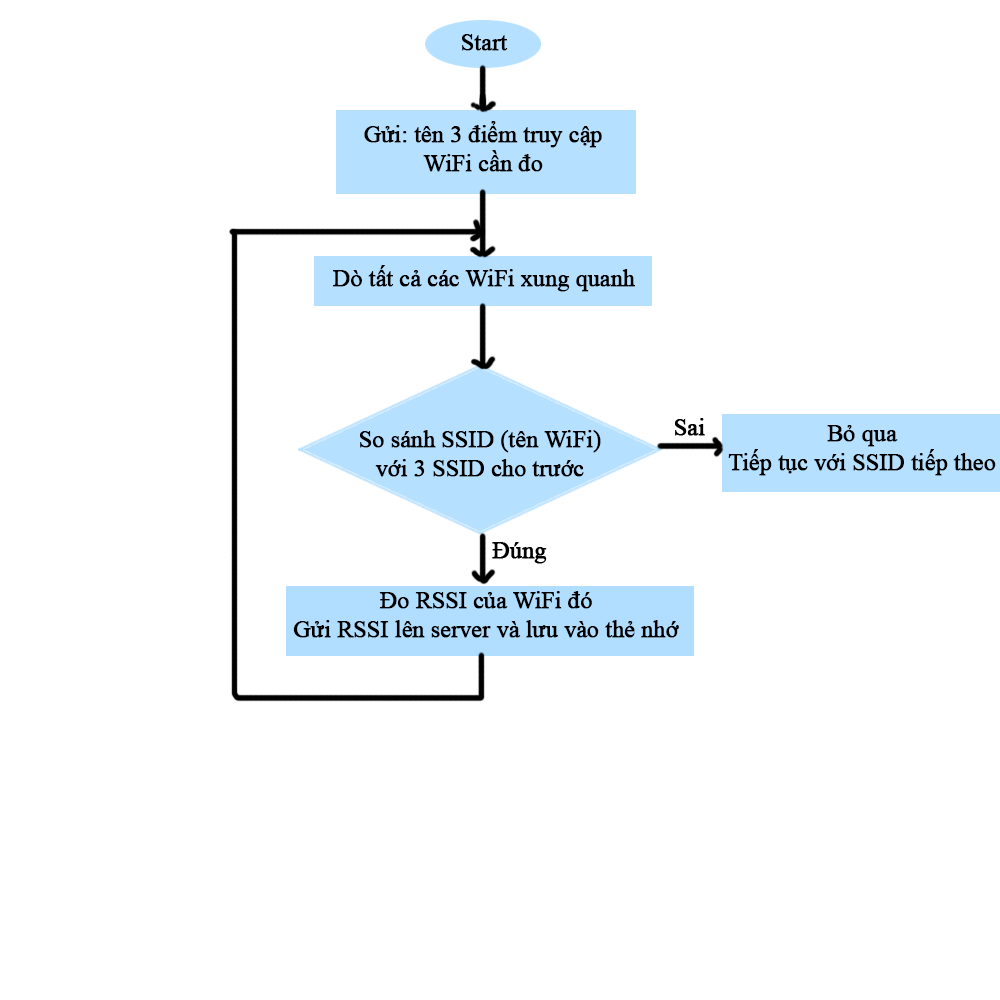 Start
Gửi: tên 3 điểm truy cập
WiFi cần đo
Dò tất cả các WiFi xung quanh
So sánh SSID (tên WiFi)
với 3 SSID cho trước
Sai
Bỏ qua
Tiếp tục với SSID tiếp theo
Đúng
Đo RSSI của WiFi đó
Gửi RSSI lên server và lưu vào thẻ nhớ